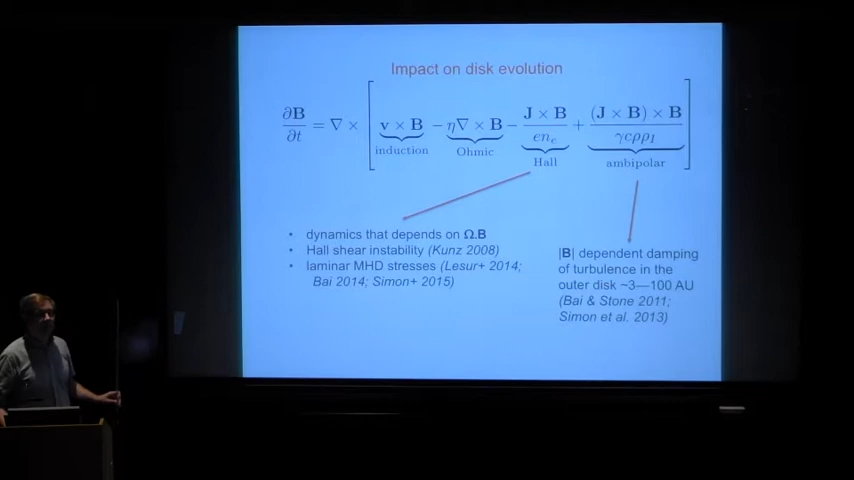 Impact on disk evolution
∂B/∂t = ∇ × [ v × B − η∇ × B − J × B/en_e + (J × B) × B/γcρρ_I ]
induction Ohmic Hall ambipolar
• dynamics that depends on Ω.B
• Hall shear instability (Kunz 2008)
• laminar MHD stresses (Lesur+ 2014;
Bai 2014; Simon+ 2015)
|B| dependent damping
of turbulence in the
outer disk ~3—100 AU
(Bai & Stone 2011;
Simon et al. 2013)